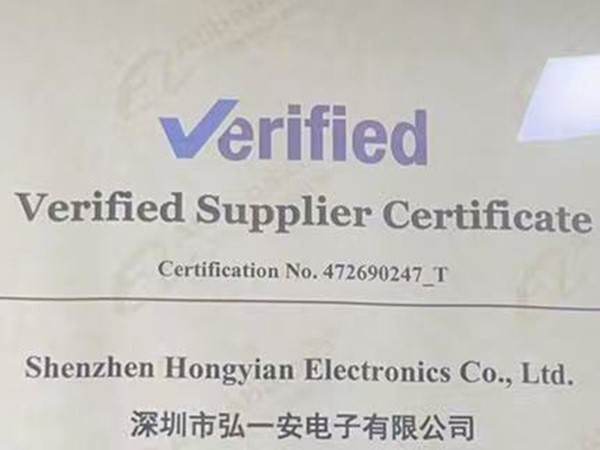 Verified
Verified Supplier Certificate
Certification No. 472690247_T
Shenzhen Hongyian Electronics Co., Ltd.
深圳市弘一安电子有限公司